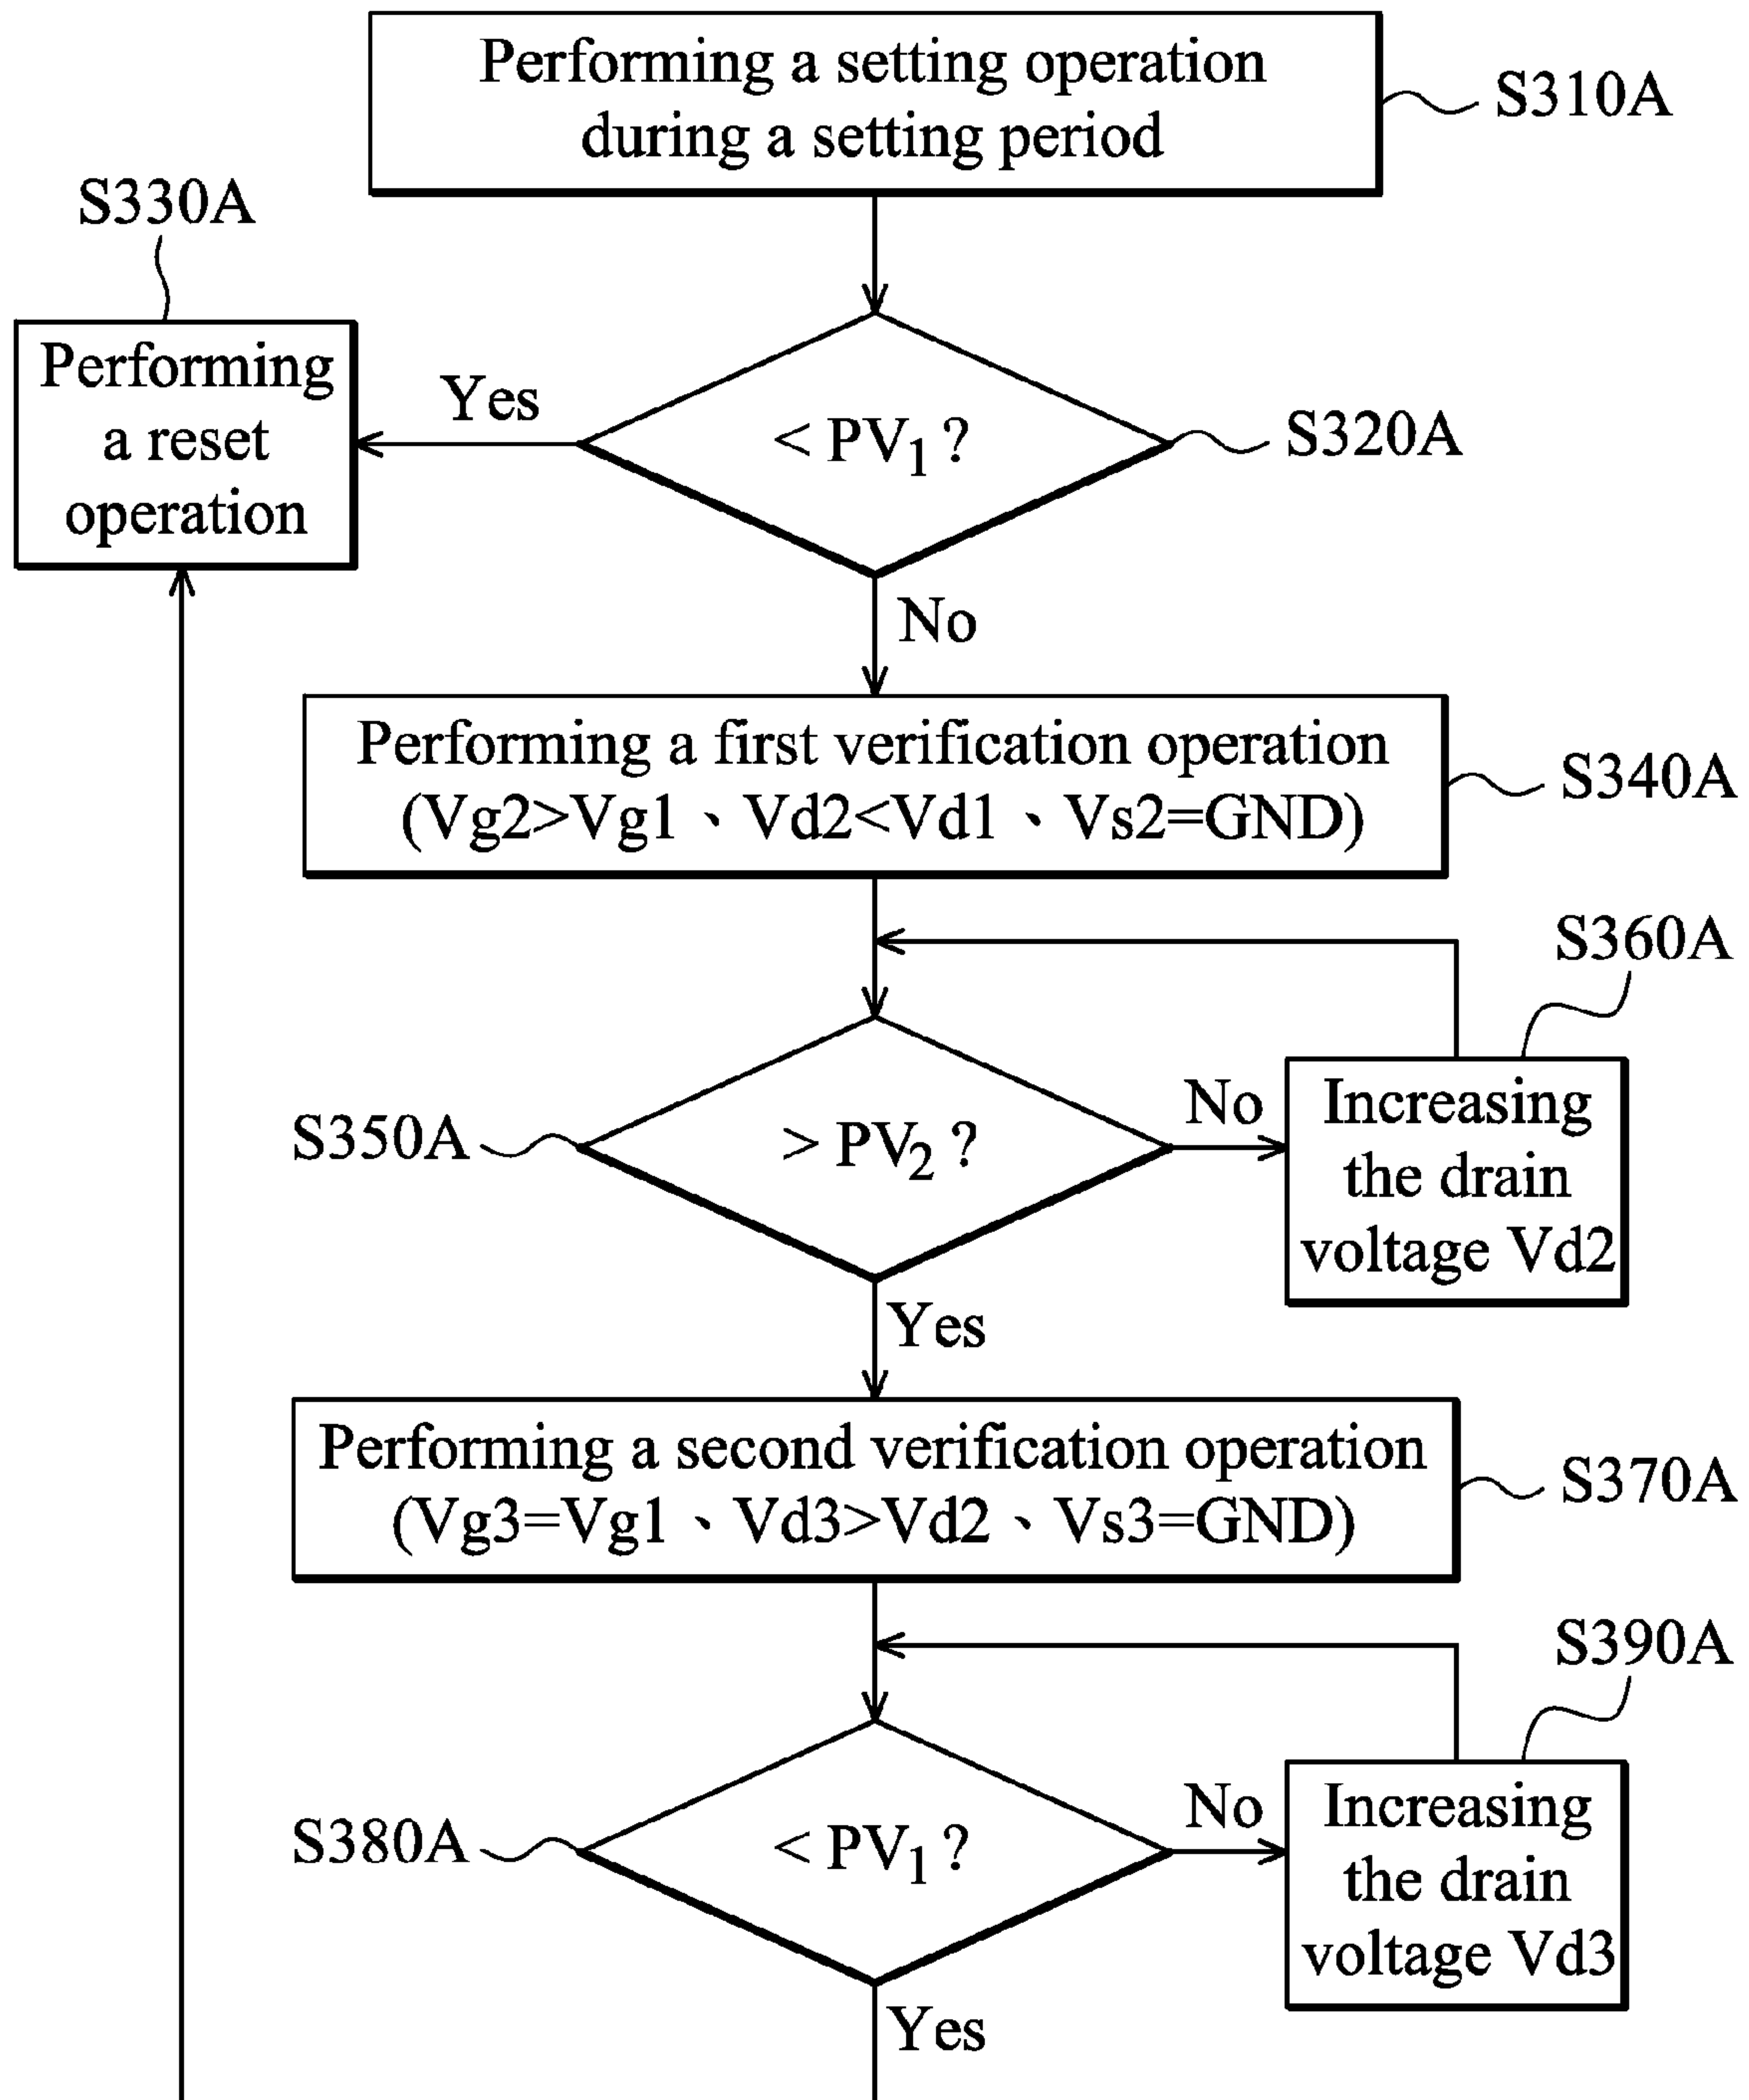 Performing a setting operation
during a setting period
S310A
S330A
Performing
a reset
operation
Yes
< PV₁ ?
S320A
No
Performing a first verification operation
(Vg2>Vg1、Vd2<Vd1、Vs2=GND)
S340A
S360A
S350A
> PV₂ ?
No
Increasing
the drain
voltage Vd2
Yes
Performing a second verification operation
(Vg3=Vg1、Vd3>Vd2、Vs3=GND)
S370A
S390A
S380A
< PV₁ ?
No
Increasing
the drain
voltage Vd3
Yes